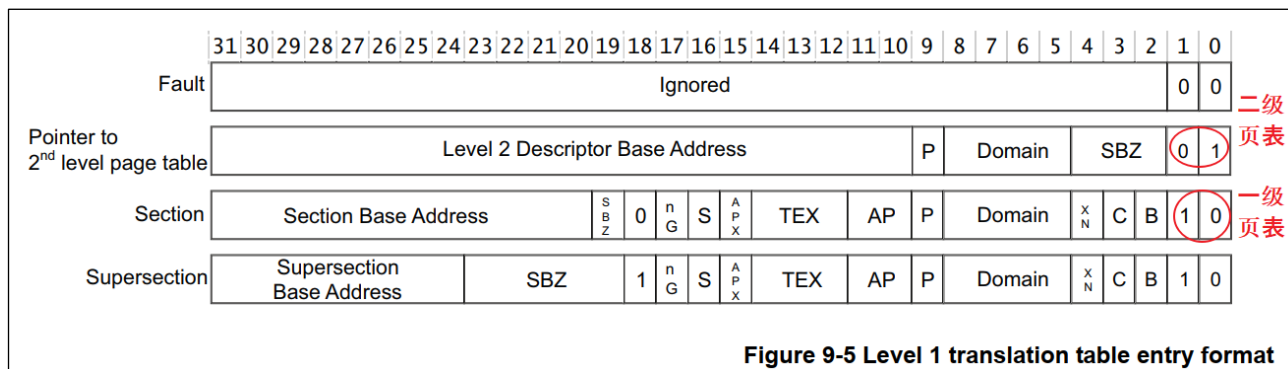 31 30 29 28 27 26 25 24 23 22 21 20 19 18 17 16 15 14 13 12 11 10 9 8 7 6 5 4 3 2 1 0
Fault Ignored 0 0
二级
页表
Pointer to
2nd level page table Level 2 Descriptor Base Address P Domain SBZ 0 1
Section Section Base Address SBZ 0 nG S APX TEX AP P Domain XN C B 1 0
一级
页表
Supersection Supersection
Base Address SBZ 1 nG S APX TEX AP P Domain XN C B 1 0
Figure 9-5 Level 1 translation table entry format